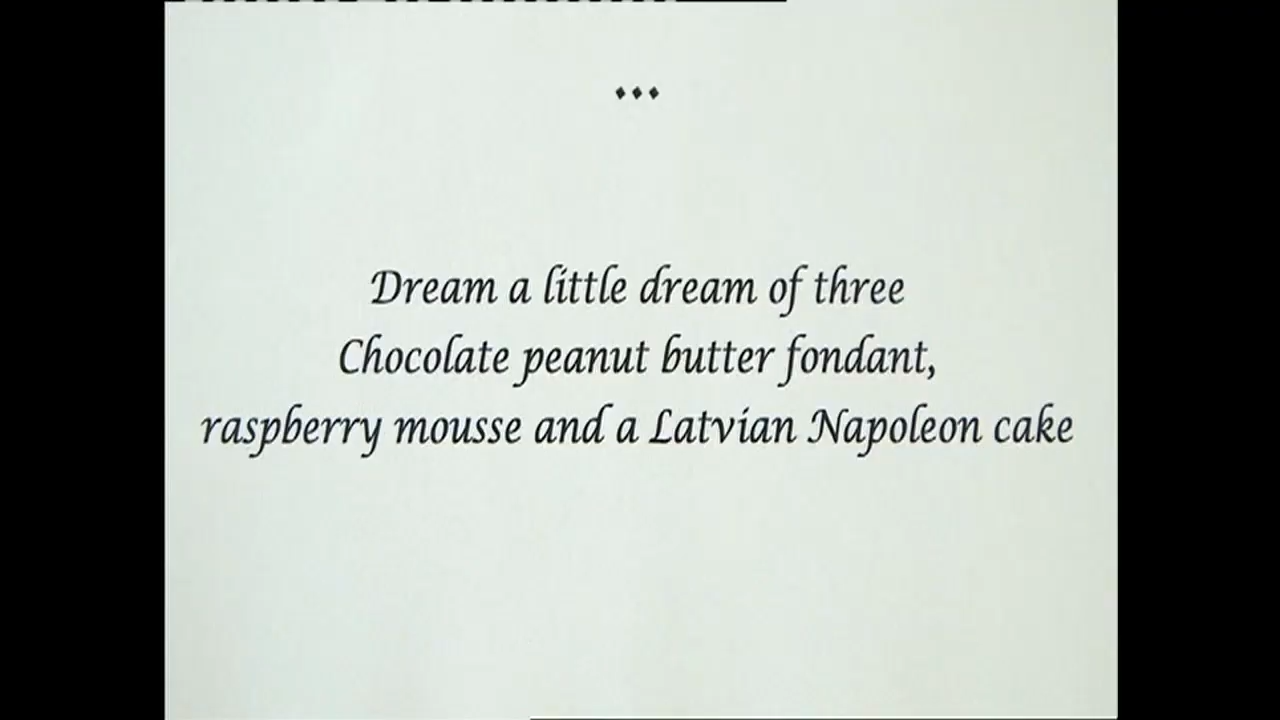 Dream a little dream of three
Chocolate peanut butter fondant,
raspberry mousse and a Latvian Napoleon cake